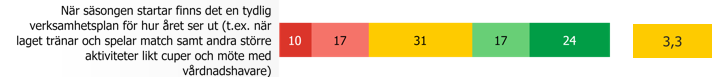 När säsongen startar finns det en tydlig
verksamhetsplan för hur året ser ut (t.ex. när
laget tränar och spelar match samt andra större
aktiviteter likt cuper och möte med
vårdnadshavare)
10 17 31 17 24 3,3